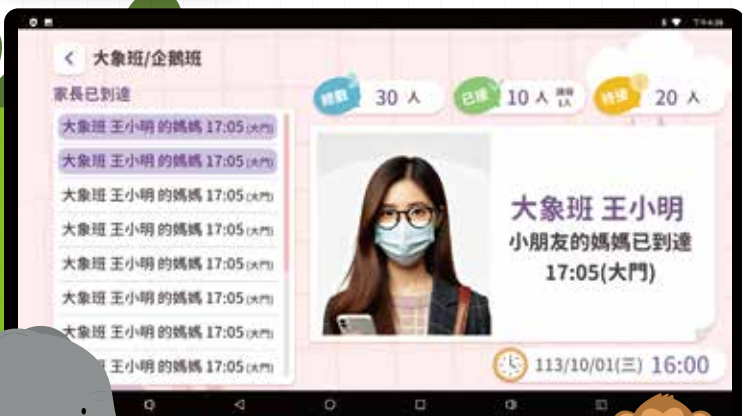 大象班/企鵝班
家長已到達
總數 30 人
已接 10 人 請假 1人
待接 20 人
大象班 王小明 的媽媽 17:05 (大門)
大象班 王小明 的媽媽 17:05 (大門)
大象班 王小明 的媽媽 17:05 (大門)
大象班 王小明 的媽媽 17:05 (大門)
大象班 王小明 的媽媽 17:05 (大門)
大象班 王小明 的媽媽 17:05 (大門)
大象班 王小明 的媽媽 17:05 (大門)
王小明 的媽媽 17:05 (大門)
大象班 王小明
小朋友的媽媽已到達
17:05(大門)
113/10/01(三) 16:00